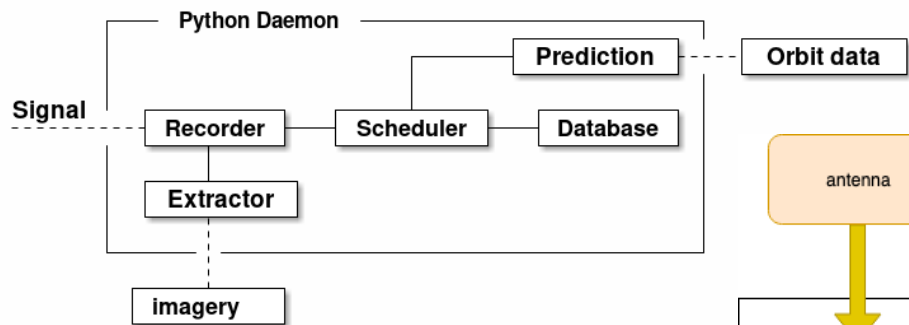 Python Daemon
Prediction
Orbit data
Signal
Recorder
Scheduler
Database
Extractor
antenna
imagery